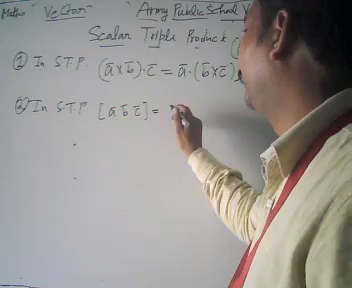 Maths Vector Army Public School
Scalar Triple Product
① In S.T.P. (a̅ x b̅)·c̅ = a̅·(b̅ x c̅)
② In S.T.P. [a̅ b̅ c̅] =